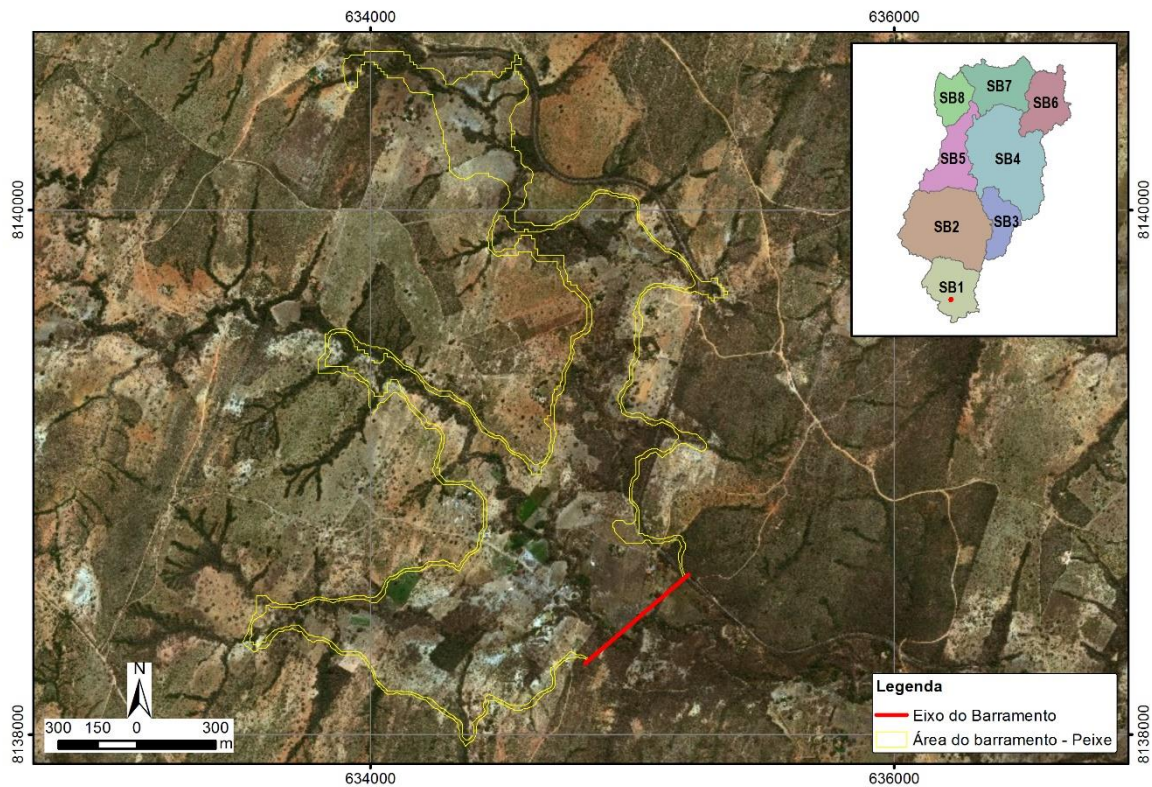 634000
636000
8140000
8140000
SB8
SB7
SB6
SB5
SB4
SB2
SB3
SB1
N
300 150 0 300
m
Legenda
Eixo do Barramento
Área do barramento - Peixe
8138000
8138000
634000
636000